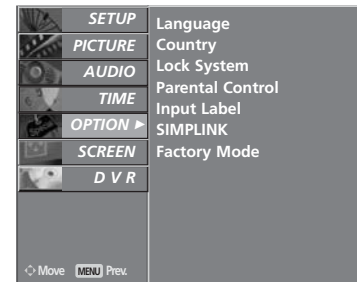 SETUP
PICTURE
AUDIO
TIME
OPTION ►
SCREEN
D V R
Move MENU Prev.
Language
Country
Lock System
Parental Control
Input Label
SIMPLINK
Factory Mode